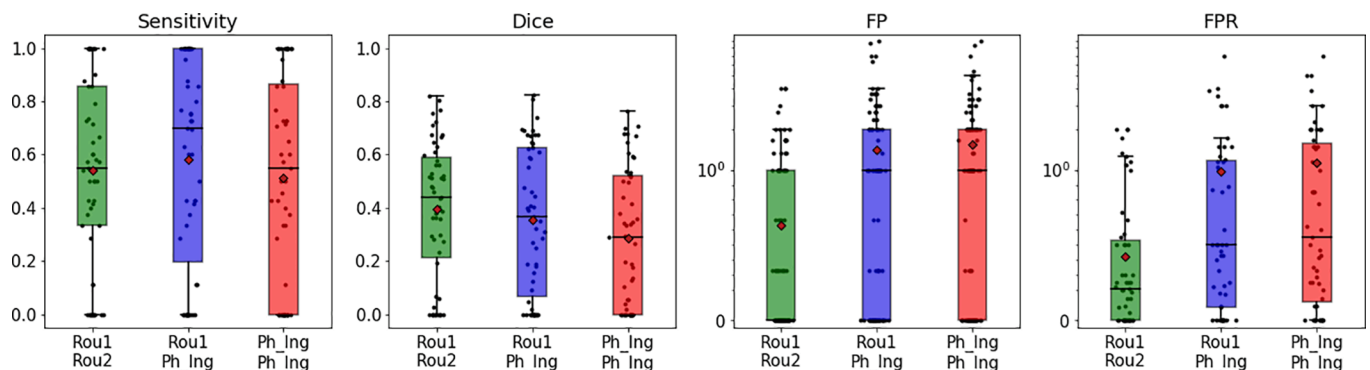 Sensitivity
1.0
0.8
0.6
0.4
0.2
0.0
Rou1
Rou2
Rou1
Ph_Ing
Ph_Ing
Ph_Ing
Dice
1.0
0.8
0.6
0.4
0.2
0.0
Rou1
Rou2
Rou1
Ph_Ing
Ph_Ing
Ph_Ing
FP
10⁰
0
Rou1
Rou2
Rou1
Ph_Ing
Ph_Ing
Ph_Ing
FPR
10⁰
0
Rou1
Rou2
Rou1
Ph_Ing
Ph_Ing
Ph_Ing